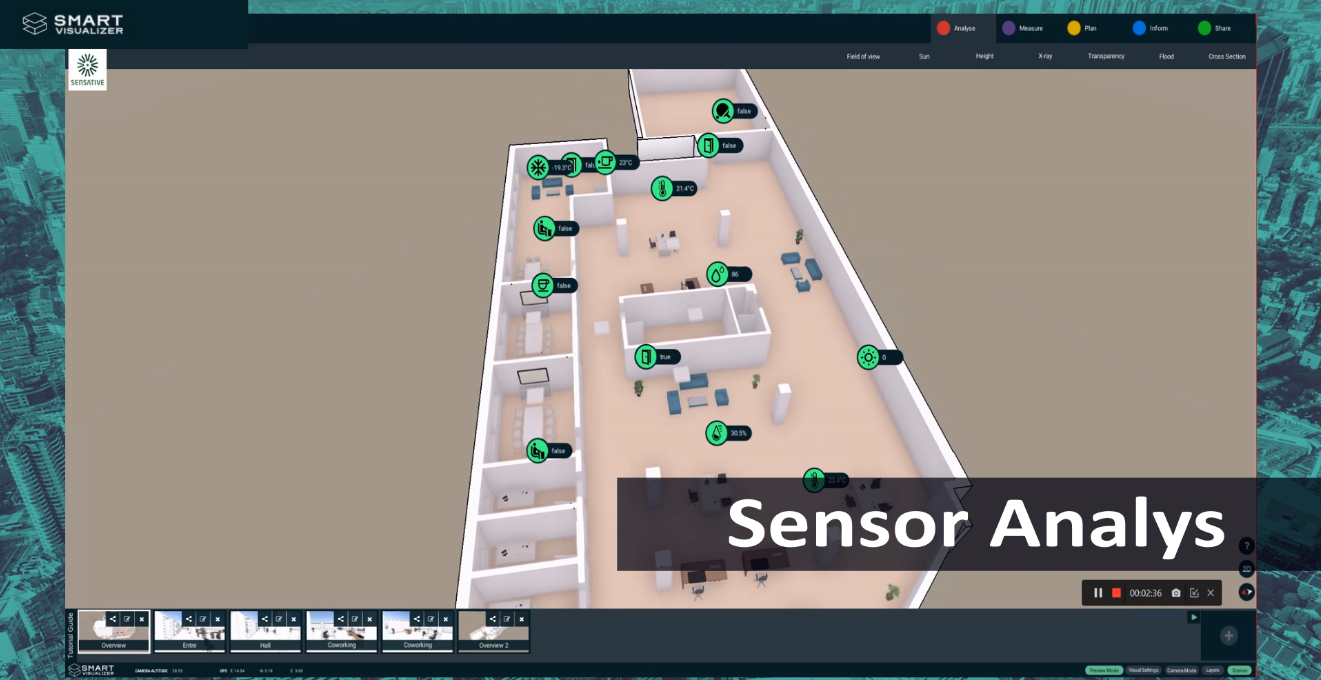 SMART
VISUALIZER
Analyse
Measure
Plan
Inform
Share
SENSATIVE
Field of view
Sun
Height
X-ray
Transparency
Flood
Cross Section
false
false
-19.3°C
23°C
21.4°C
false
86
false
true
0
30.5%
false
22.4°C
Sensor Analys
?
2D
00:02:36
Tutorial Guide
Overview
Entre
Hall
Coworking
Coworking
Overview 2
SMART
VISUALIZER
CAMERA ALTITUDE
GPS
Preview Mode
Visual Settings
Camera Mode
Layers
Scenes